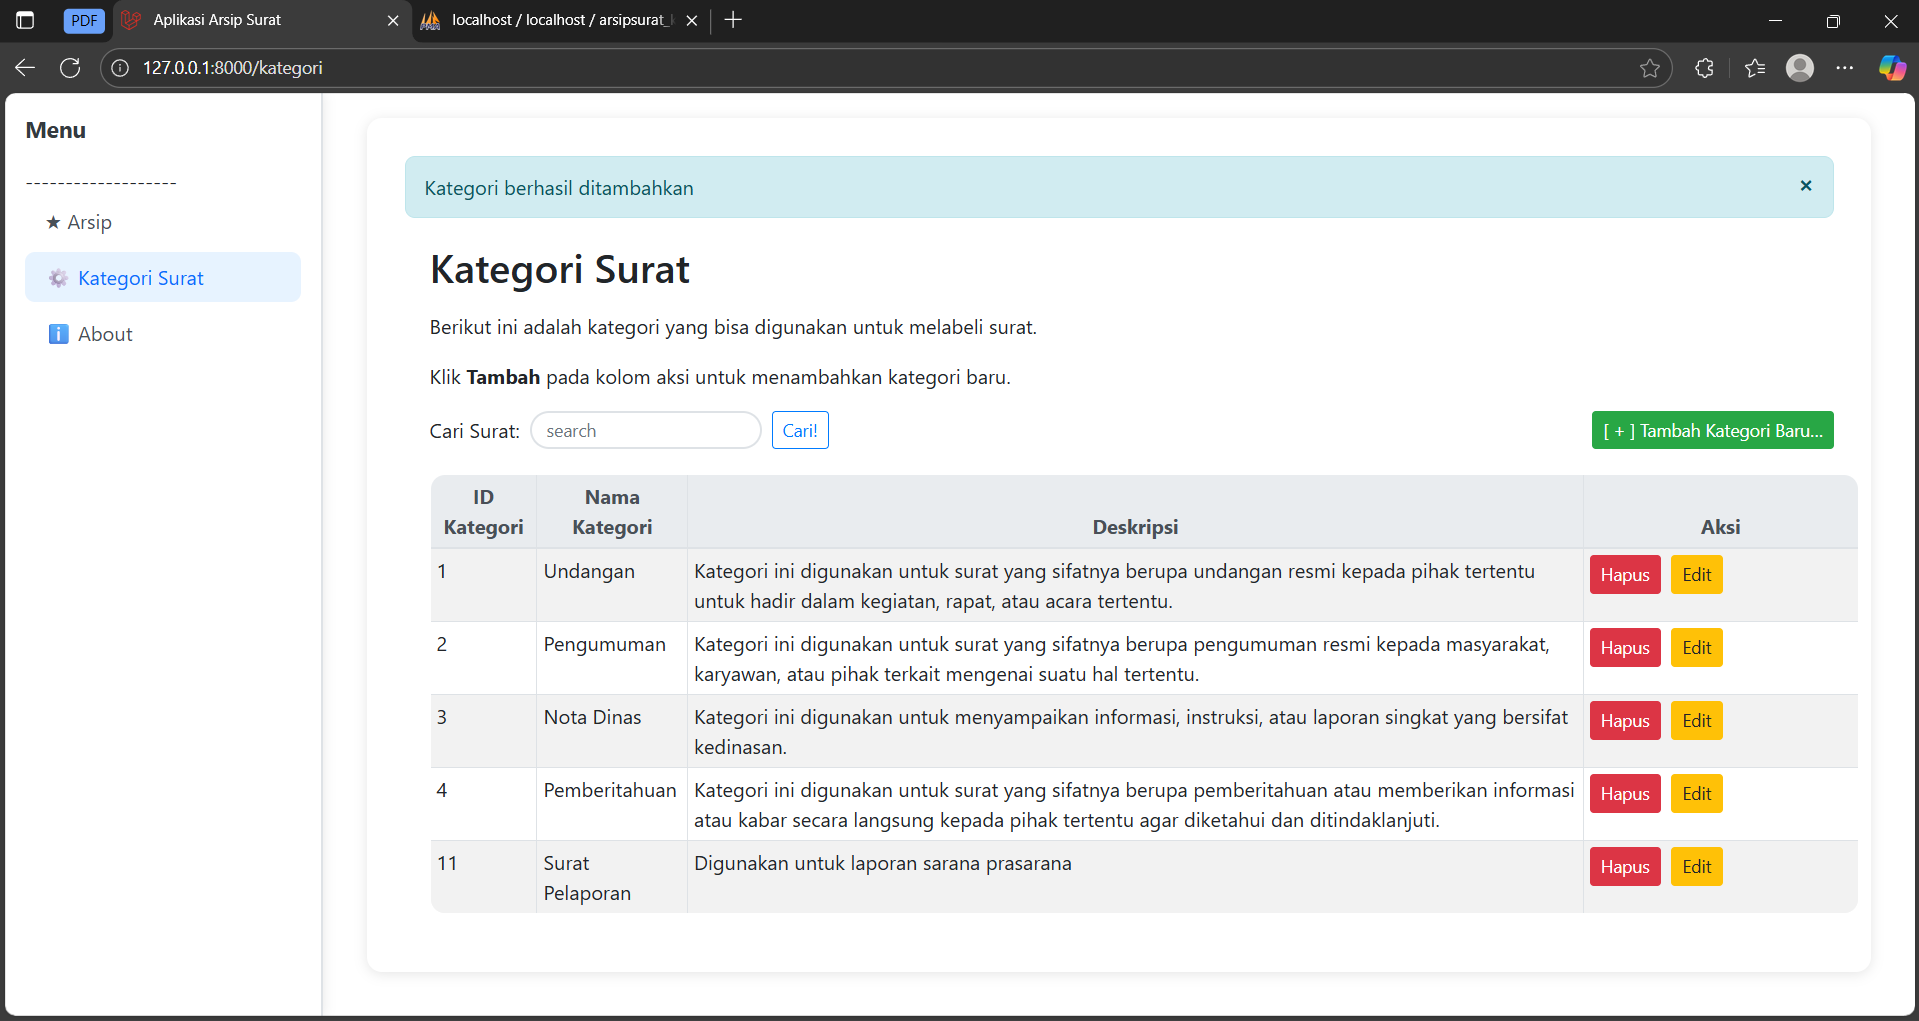 PDF
Aplikasi Arsip Surat
localhost / localhost / arsipsurat_
127.0.0.1:8000/kategori
Menu
-------------------
★ Arsip
Kategori Surat
About
Kategori berhasil ditambahkan
×
Kategori Surat
Berikut ini adalah kategori yang bisa digunakan untuk melabeli surat.
Klik Tambah pada kolom aksi untuk menambahkan kategori baru.
Cari Surat:
search
Cari!
[ + ] Tambah Kategori Baru...
ID Kategori
Nama Kategori
Deskripsi
Aksi
1
Undangan
Kategori ini digunakan untuk surat yang sifatnya berupa undangan resmi kepada pihak tertentu
untuk hadir dalam kegiatan, rapat, atau acara tertentu.
Hapus
Edit
2
Pengumuman
Kategori ini digunakan untuk surat yang sifatnya berupa pengumuman resmi kepada masyarakat,
karyawan, atau pihak terkait mengenai suatu hal tertentu.
Hapus
Edit
3
Nota Dinas
Kategori ini digunakan untuk menyampaikan informasi, instruksi, atau laporan singkat yang bersifat
kedinasan.
Hapus
Edit
4
Pemberitahuan
Kategori ini digunakan untuk surat yang sifatnya berupa pemberitahuan atau memberikan informasi
atau kabar secara langsung kepada pihak tertentu agar diketahui dan ditindaklanjuti.
Hapus
Edit
11
Surat
Pelaporan
Digunakan untuk laporan sarana prasarana
Hapus
Edit